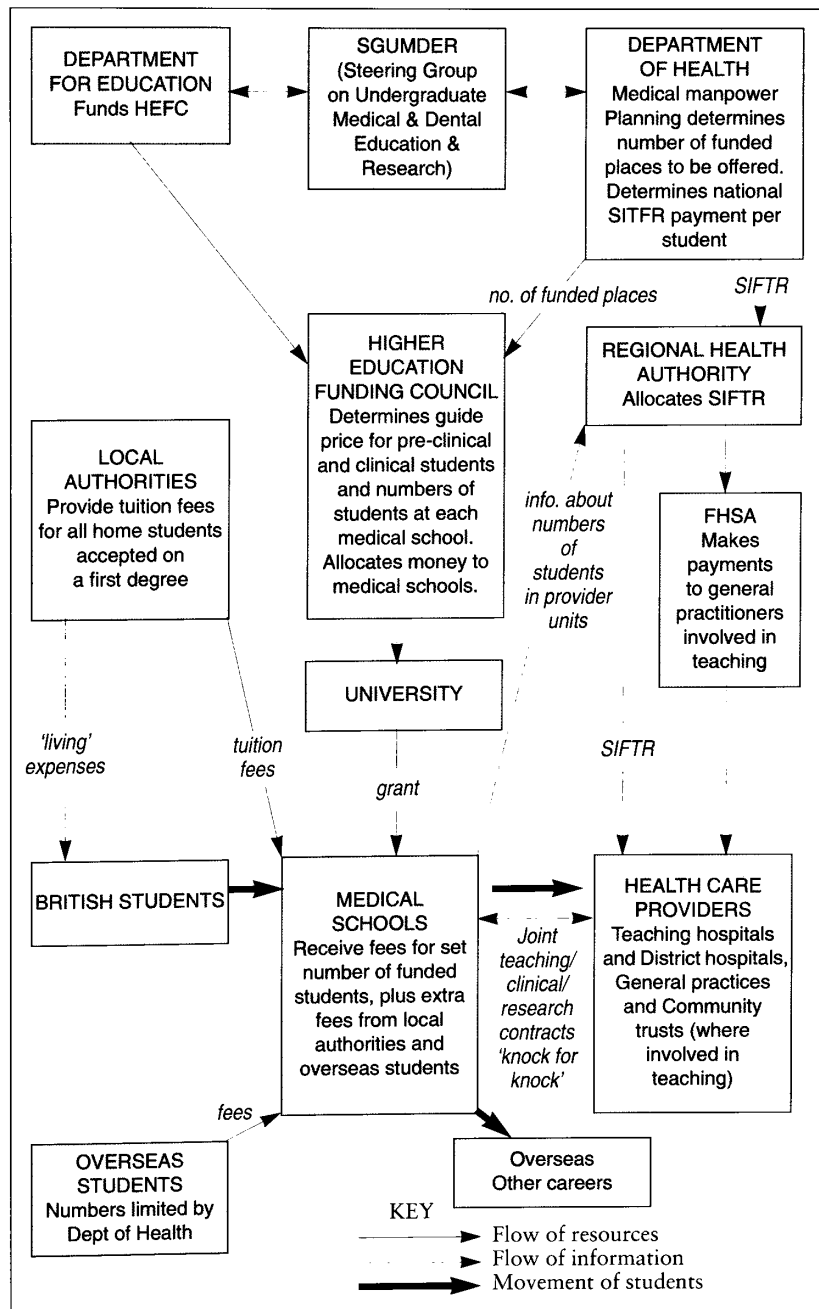 DEPARTMENT
FOR EDUCATION
Funds HEFC
SGUMDER
(Steering Group
on Undergraduate
Medical & Dental
Education &
Research)
DEPARTMENT
OF HEALTH
Medical manpower
Planning determines
number of funded
places to be offered.
Determines national
SITFR payment per
student
no. of funded places
SIFTR
HIGHER
EDUCATION
FUNDING COUNCIL
Determines guide
price for pre-clinical
and clinical students
and numbers of
students at each
medical school.
Allocates money to
medical schools.
REGIONAL HEALTH
AUTHORITY
Allocates SIFTR
LOCAL
AUTHORITIES
Provide tuition fees
for all home students
accepted on
a first degree
info. about
numbers
of
students
in provider
units
FHSA
Makes
payments
to general
practitioners
involved in
teaching
UNIVERSITY
'living'
expenses
tuition
fees
grant
SIFTR
BRITISH STUDENTS
MEDICAL
SCHOOLS
Receive fees for set
number of funded
students, plus extra
fees from local
authorities and
overseas students
Joint
teaching/
clinical/
research
contracts
'knock for
knock'
HEALTH CARE
PROVIDERS
Teaching hospitals
and District hospitals,
General practices
and Community
trusts (where
involved in
teaching)
fees
OVERSEAS
STUDENTS
Numbers limited by
Dept of Health
Overseas
Other careers
KEY
Flow of resources
Flow of information
Movement of students